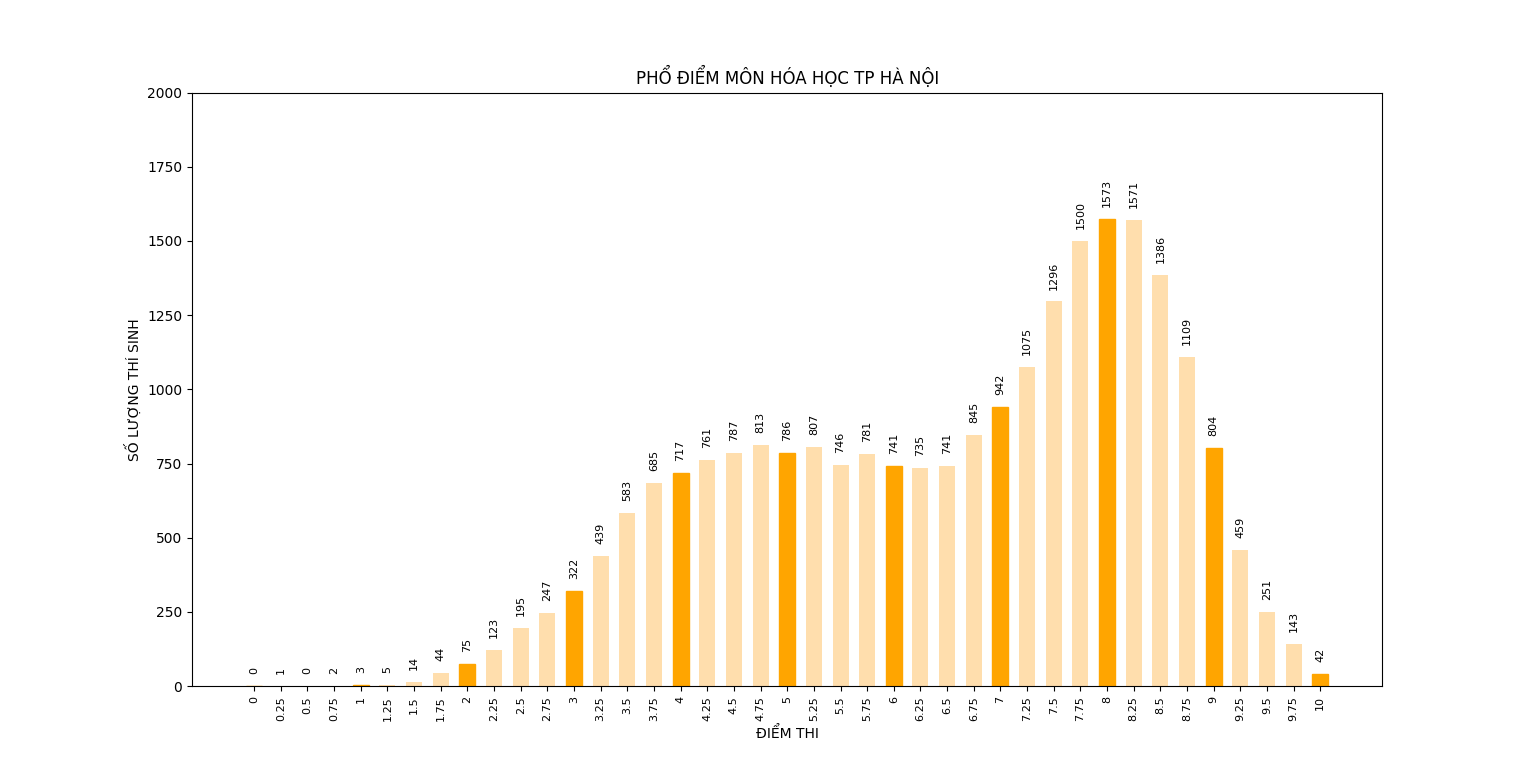 PHỔ ĐIỂM MÔN HÓA HỌC TP HÀ NỘI
2000
1750
1500
1250
1000
750
500
250
0
SỐ LƯỢNG THÍ SINH
0 1 0 2 3 5 14 44 75 123 195 247 322 439 583 685 717 761 787 813 786 807 746 781 741 735 741 845 942 1075 1296 1500 1573 1571 1386 1109 804 459 251 143 42
0 0.25 0.5 0.75 1 1.25 1.5 1.75 2 2.25 2.5 2.75 3 3.25 3.5 3.75 4 4.25 4.5 4.75 5 5.25 5.5 5.75 6 6.25 6.5 6.75 7 7.25 7.5 7.75 8 8.25 8.5 8.75 9 9.25 9.5 9.75 10
ĐIỂM THI